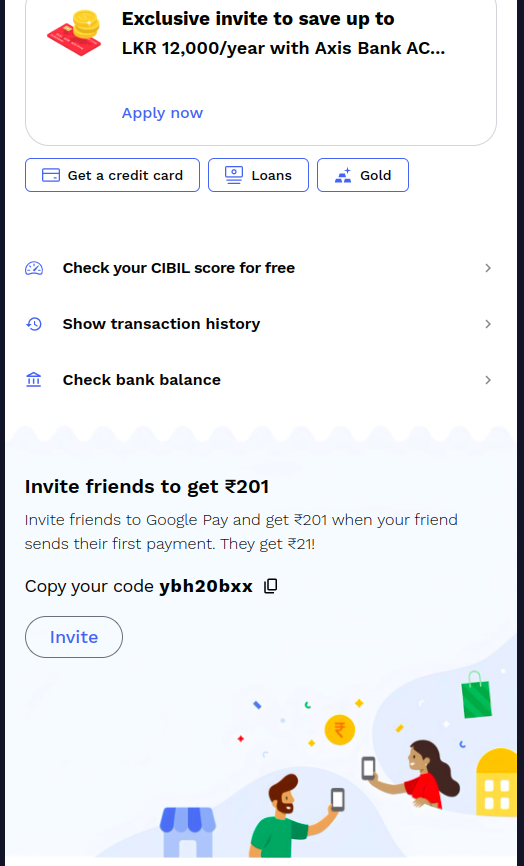 Exclusive invite to save up to
LKR 12,000/year with Axis Bank AC...
Apply now
Get a credit card
Loans
Gold
Check your CIBIL score for free
Show transaction history
Check bank balance
Invite friends to get ₹201
Invite friends to Google Pay and get ₹201 when your friend
sends their first payment. They get ₹21!
Copy your code ybh20bxx
Invite
₹